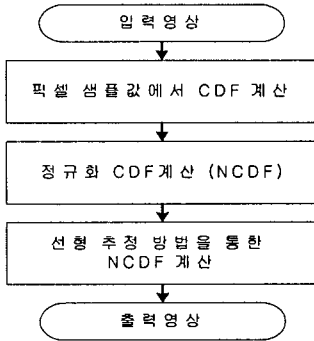 입력영상
픽셀 샘플값에서 CDF 계산
정규화 CDF계산 (NCDF)
선형 추정 방법을 통한
NCDF 계산
출력영상